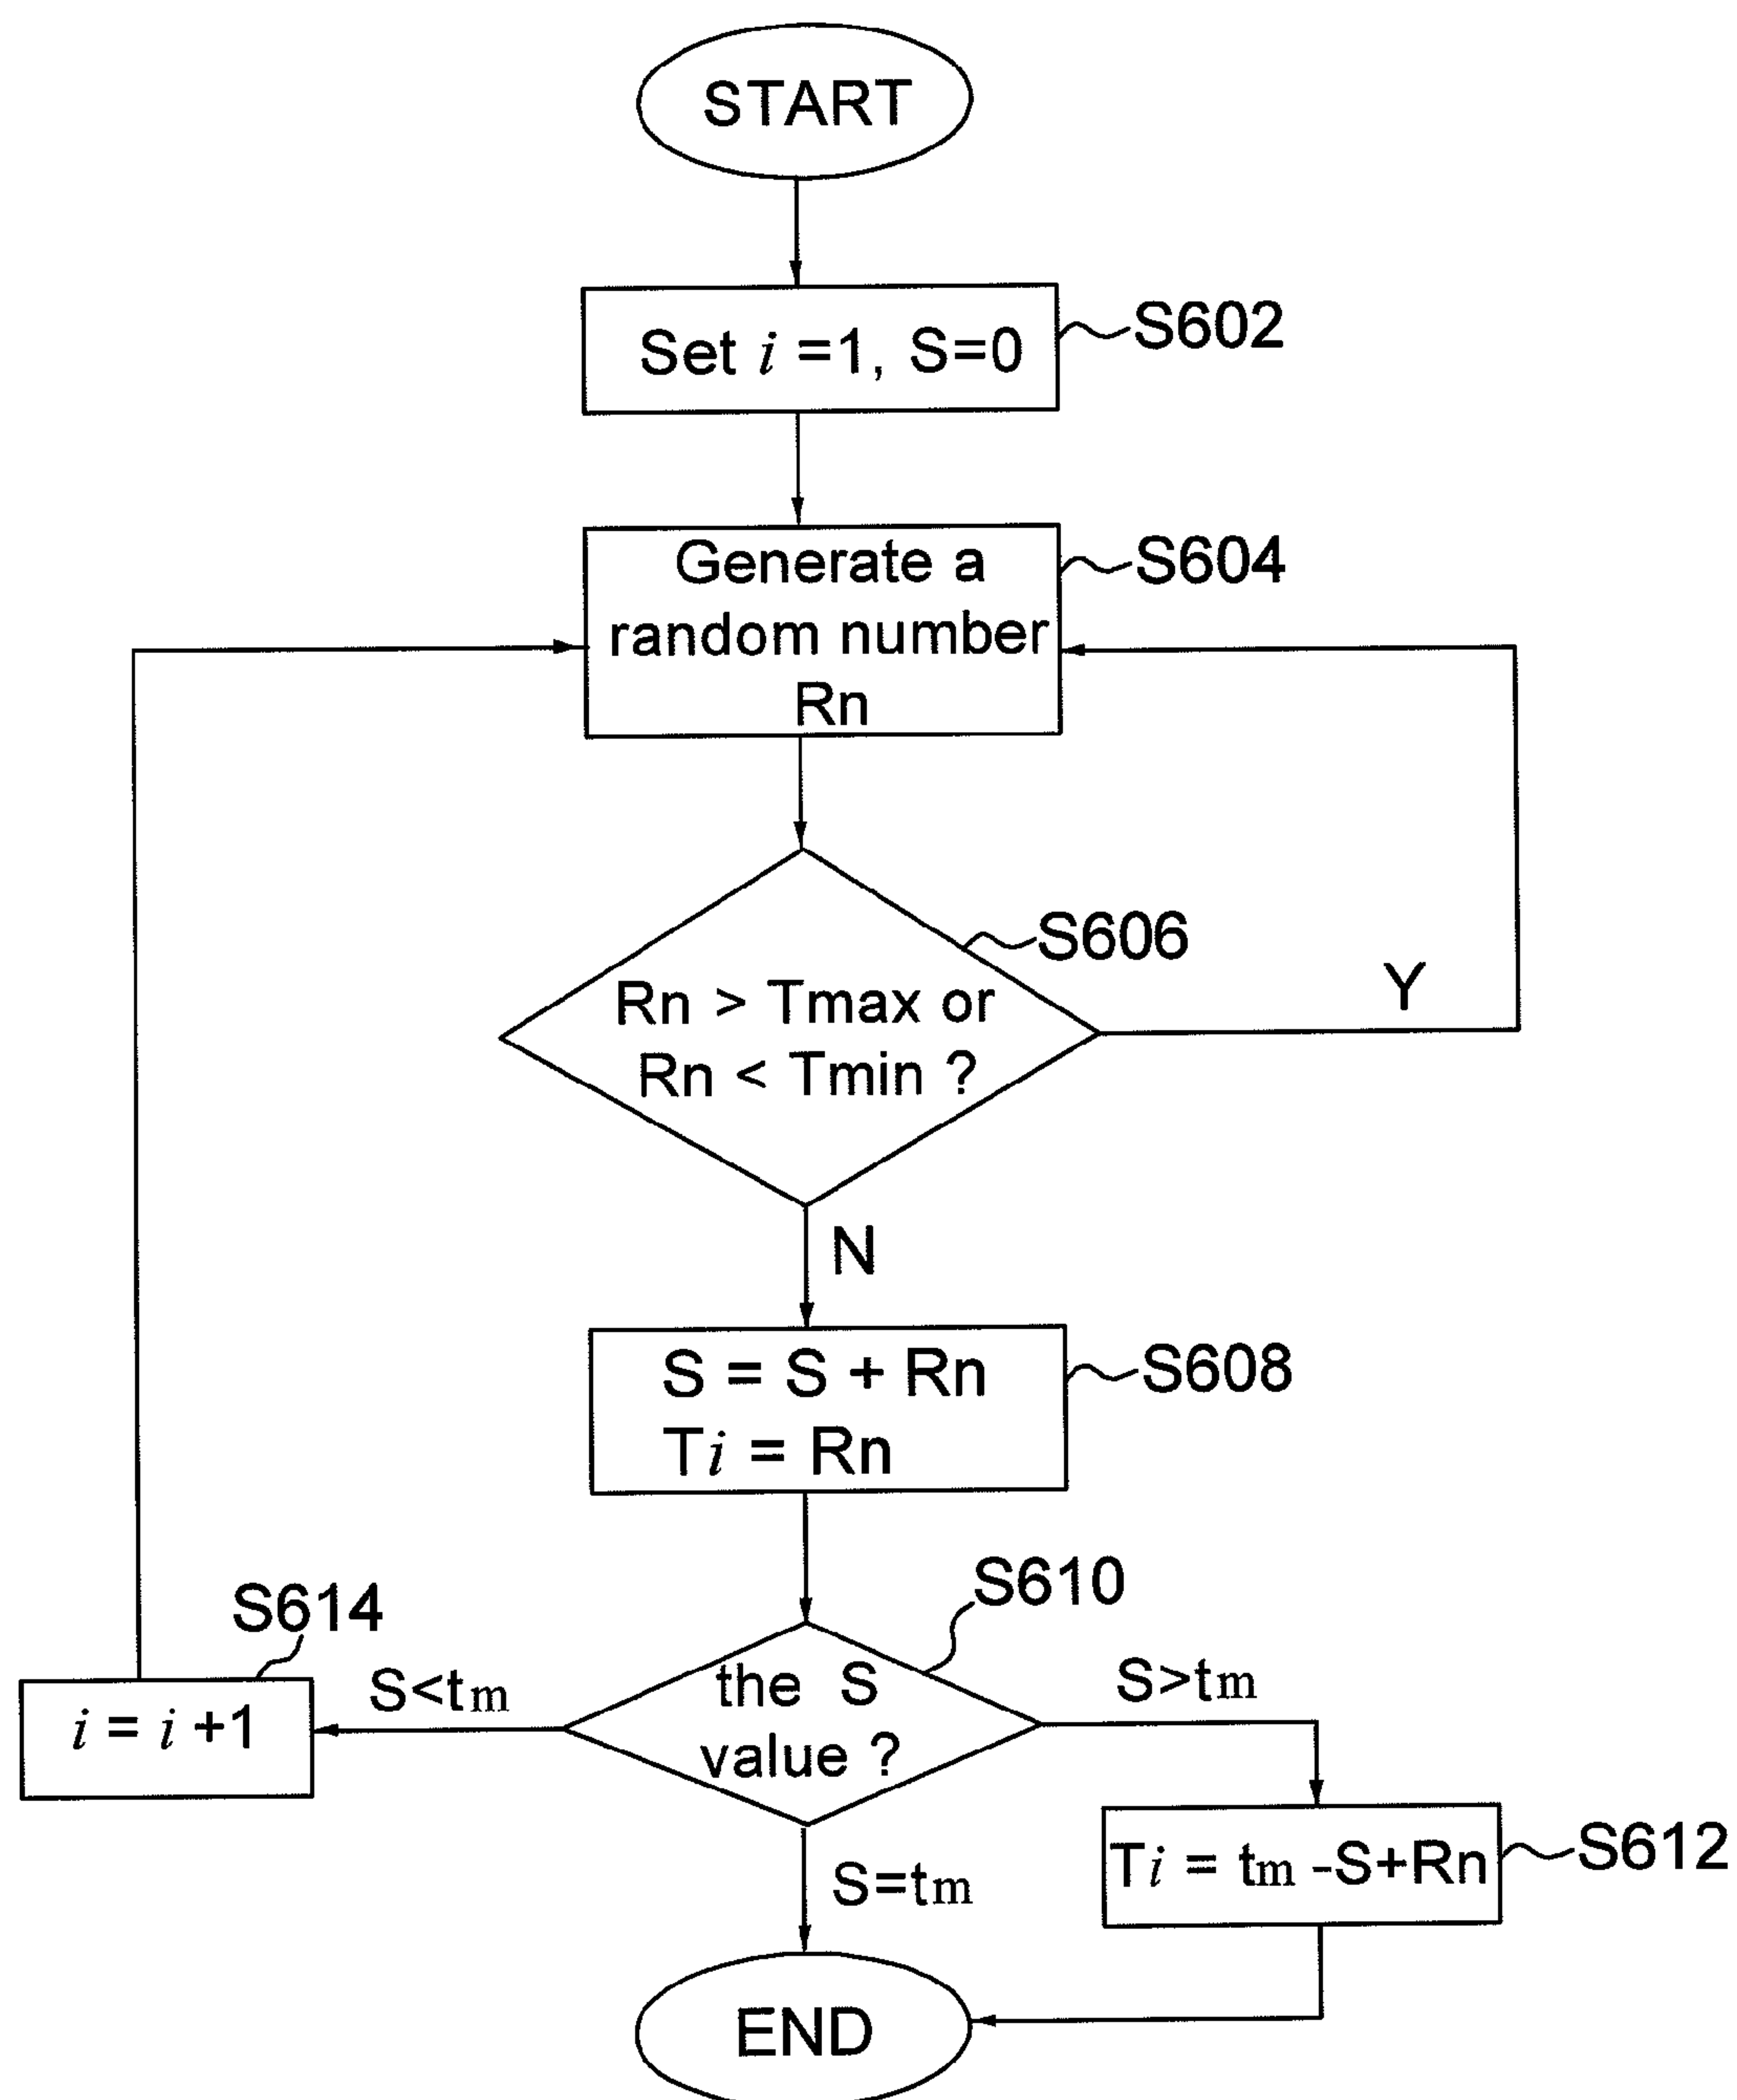 START
Set i =1, S=0
S602
Generate a
random number
Rn
S604
Rn > Tmax or
Rn < Tmin ?
S606
Y
N
S = S + Rn
Ti = Rn
S608
the S
value ?
S610
S<tm
S614
i = i +1
S>tm
Ti = tm -S+Rn
S612
S=tm
END